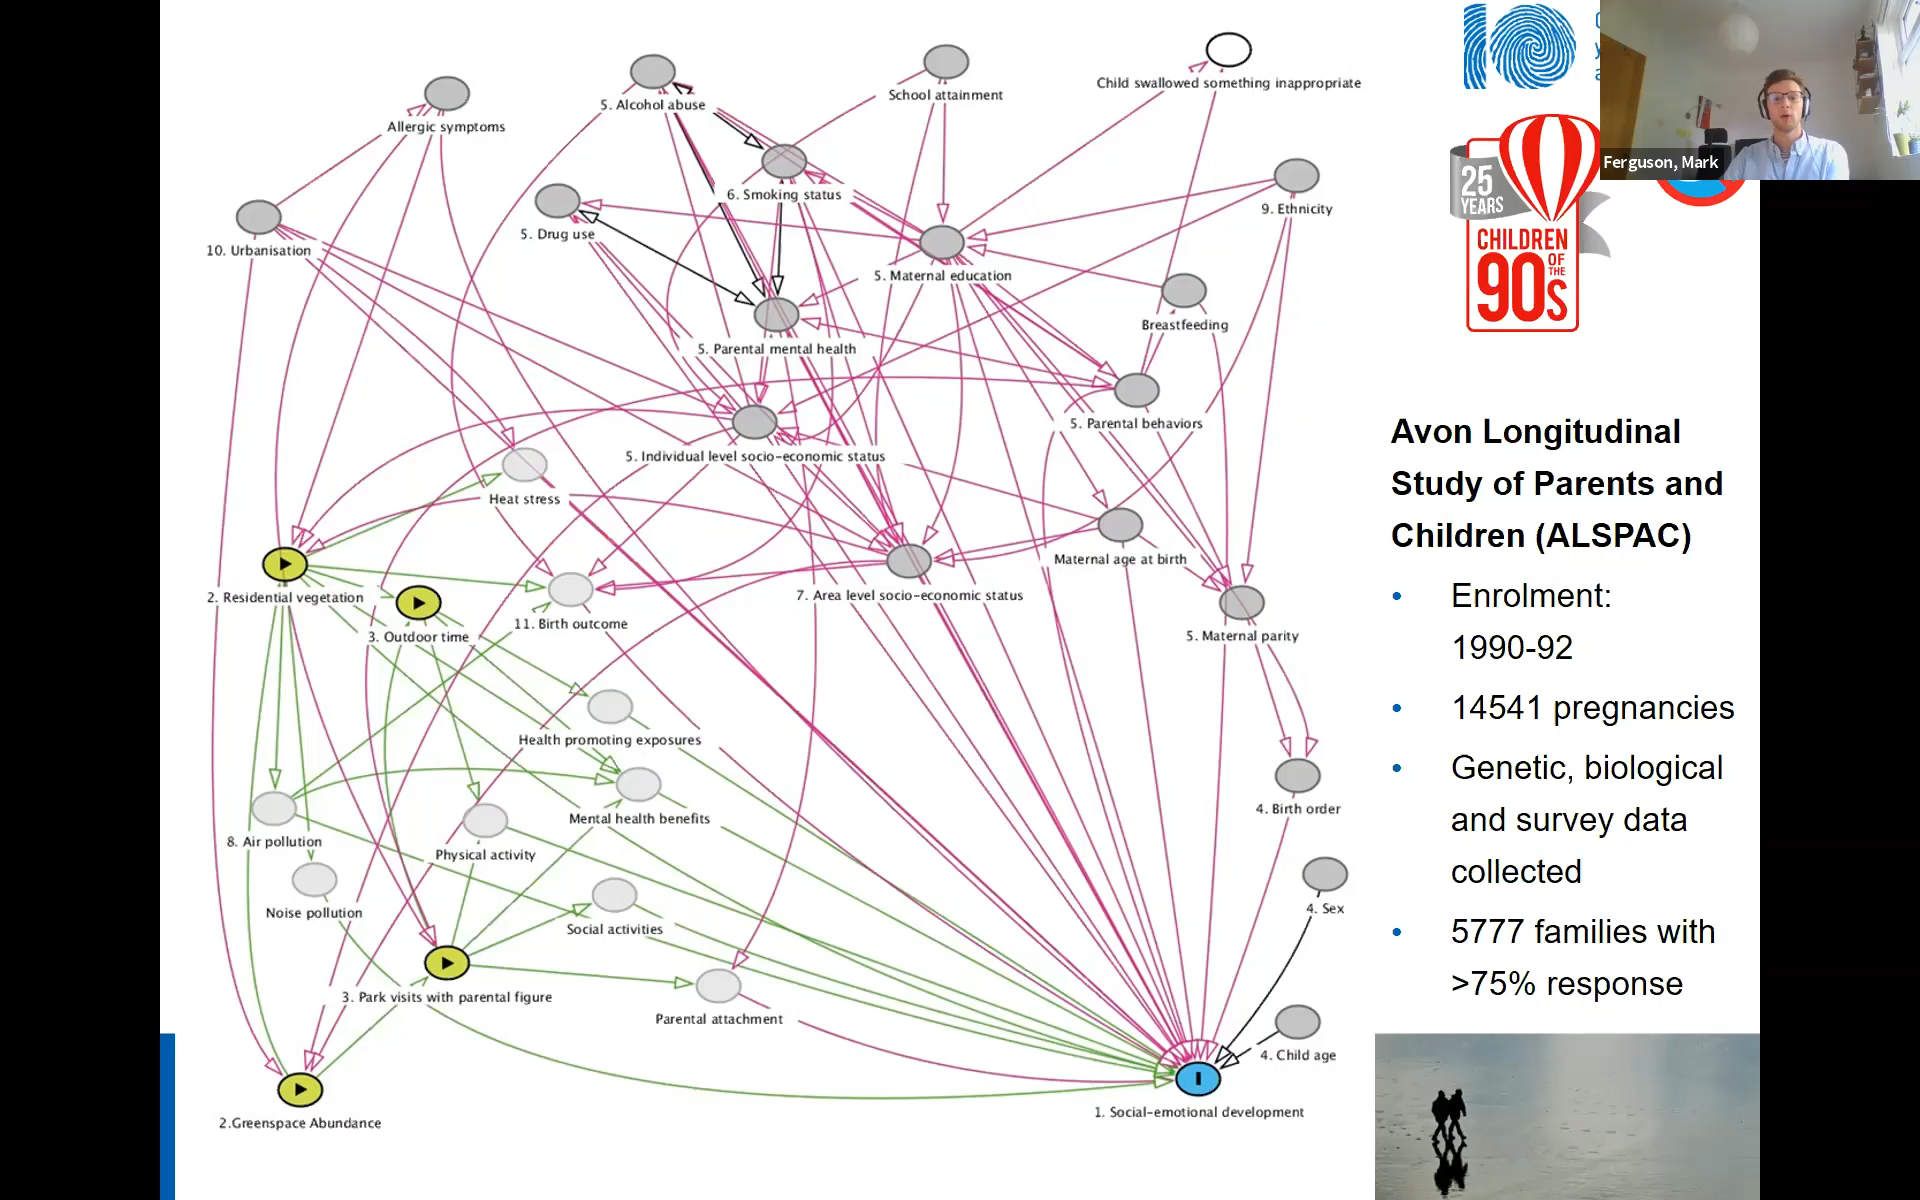 Child swallowed something inappropriate
School attainment
5. Alcohol abuse
Allergic symptoms
6. Smoking status
9. Ethnicity
5. Drug use
10. Urbanisation
5. Maternal education
Breastfeeding
5. Parental mental health
5. Parental behaviors
5. Individual level socio-economic status
Heat stress
Maternal age at birth
2. Residential vegetation
7. Area level socio-economic status
11. Birth outcome
3. Outdoor time
5. Maternal parity
Health promoting exposures
4. Birth order
Mental health benefits
8. Air pollution
Physical activity
4. Sex
Noise pollution
Social activities
3. Park visits with parental figure
Parental attachment
4. Child age
1. Social-emotional development
2.Greenspace Abundance
10
Ferguson, Mark
25
YEARS
CHILDREN
OF
THE
90s
Avon Longitudinal
Study of Parents and
Children (ALSPAC)
• Enrolment:
1990-92
• 14541 pregnancies
• Genetic, biological
and survey data
collected
• 5777 families with
>75% response